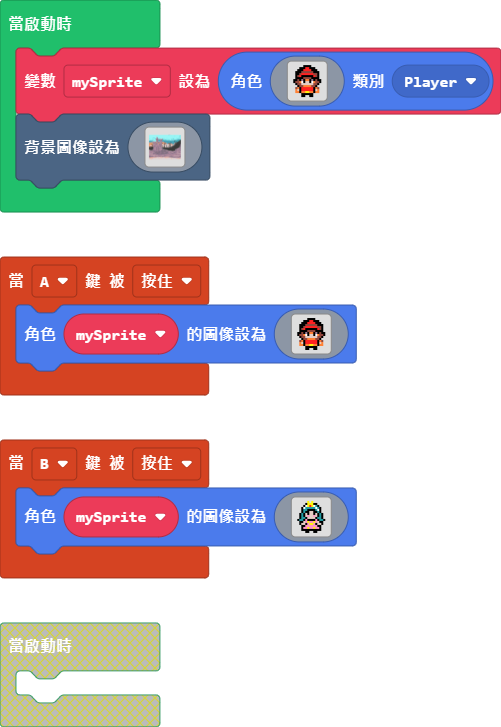 當啟動時
變數 mySprite 設為 角色 類別 Player
背景圖像設為
當 A 鍵 被 按住
角色 mySprite 的圖像設為
當 B 鍵 被 按住
角色 mySprite 的圖像設為
當啟動時